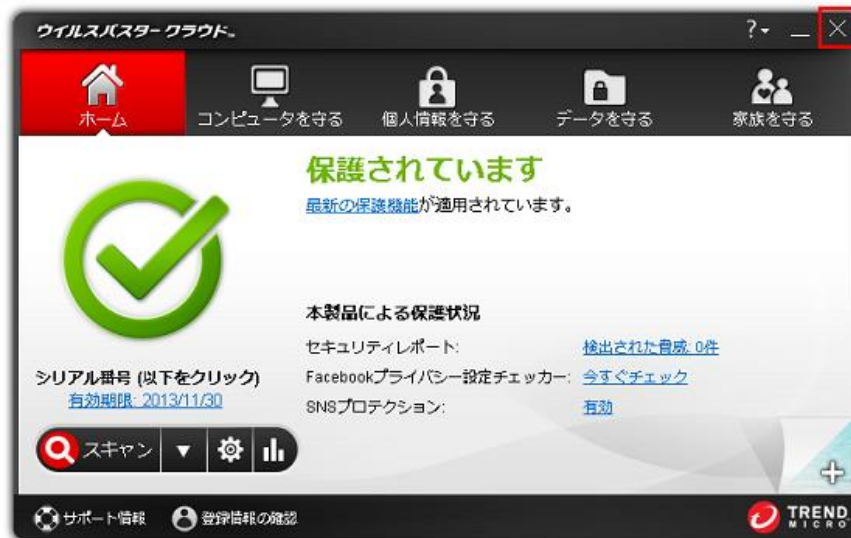 ウイルスバスター クラウド™
?
ホーム
コンピュータを守る
個人情報を守る
データを守る
家族を守る
保護されています
最新の保護機能が適用されています。
本製品による保護状況
セキュリティレポート: 検出された脅威: 0件
Facebookプライバシー設定チェッカー: 今すぐチェック
SNSプロテクション: 有効
シリアル番号 (以下をクリック)
有効期限: 2013/11/30
スキャン
サポート情報
登録情報の確認
TREND
MICRO